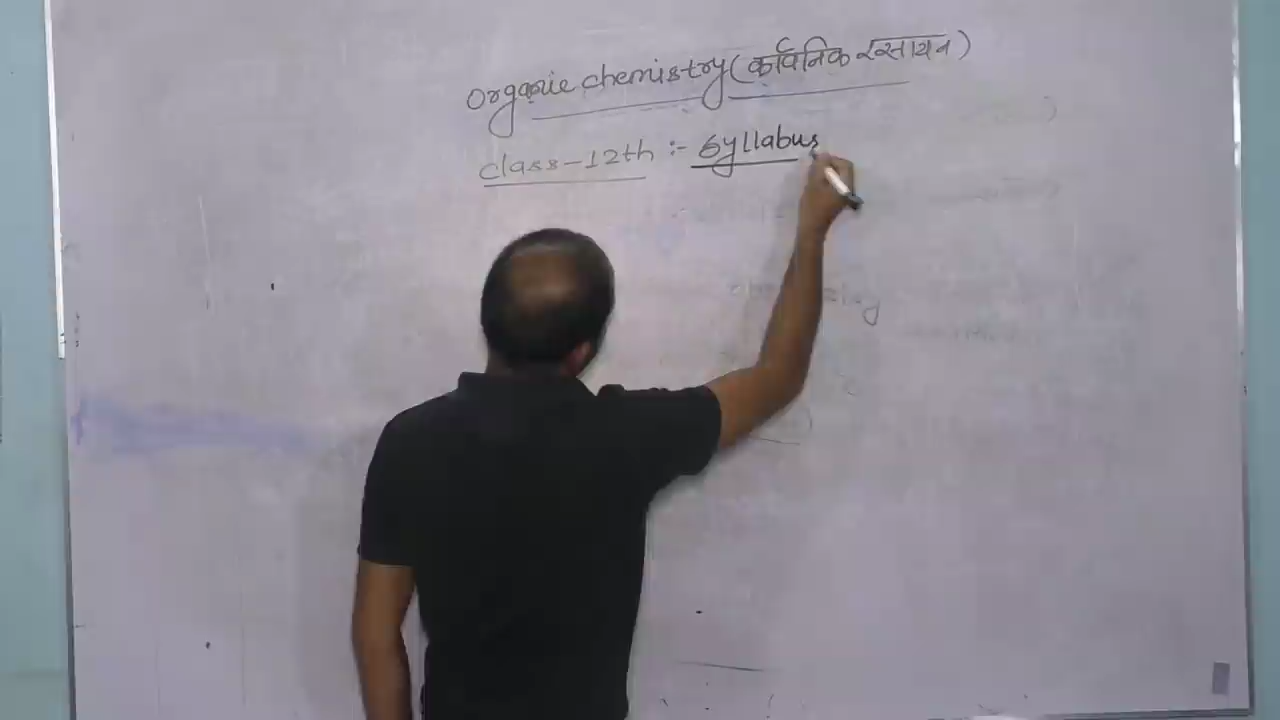 Organic chemistry (कार्बनिक रसायन)
class-12th :- Syllabus